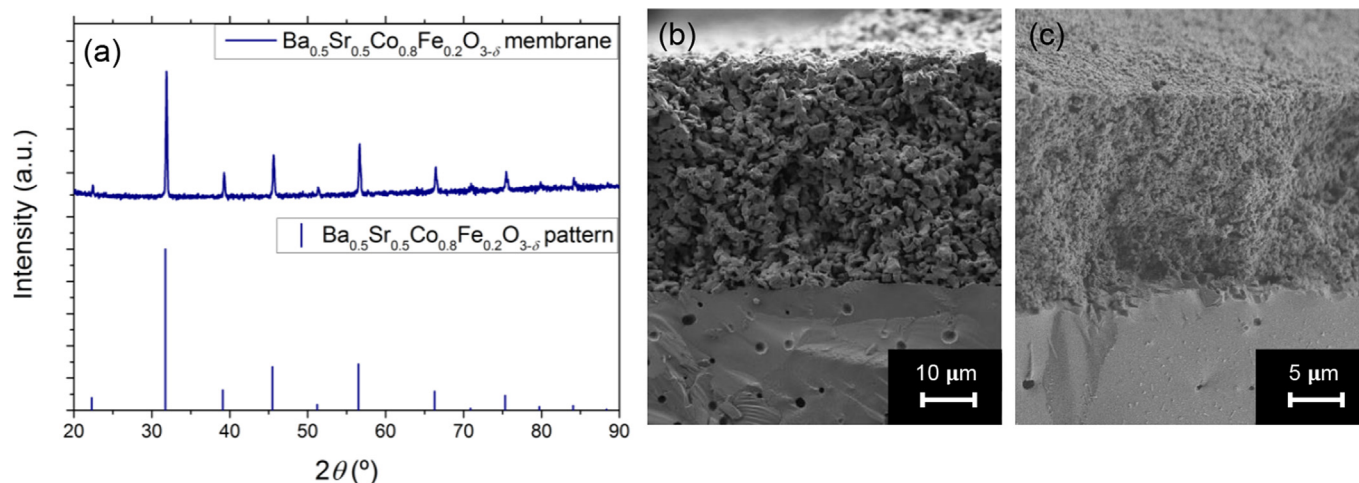 (a)
Ba0.5Sr0.5Co0.8Fe0.2O3-δ membrane
Ba0.5Sr0.5Co0.8Fe0.2O3-δ pattern
Intensity (a.u.)
20 30 40 50 60 70 80 90
2θ (º)
(b)
10 μm
(c)
5 μm